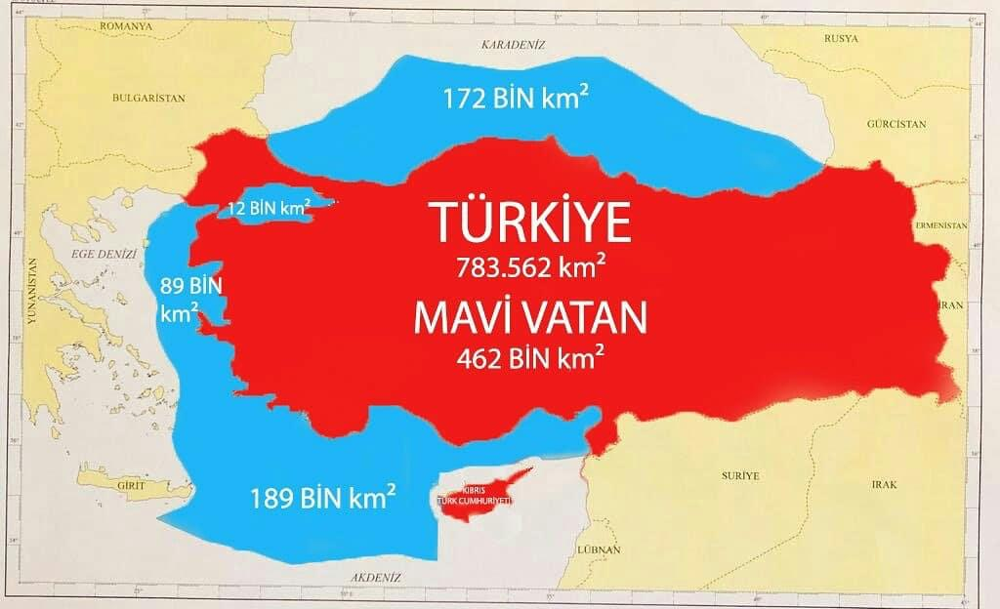 ROMANYA
KARADENİZ
RUSYA
BULGARİSTAN
172 BİN km²
GÜRCİSTAN
12 BİN km²
TÜRKİYE
783.562 km²
ERMENİSTAN
EGE DENİZİ
YUNANİSTAN
89 BİN
km²
MAVİ VATAN
462 BİN km²
İRAN
GİRİT
189 BİN km²
KIBRIS
TÜRK CUMHURİYETİ
SURİYE
IRAK
LÜBNAN
AKDENİZ